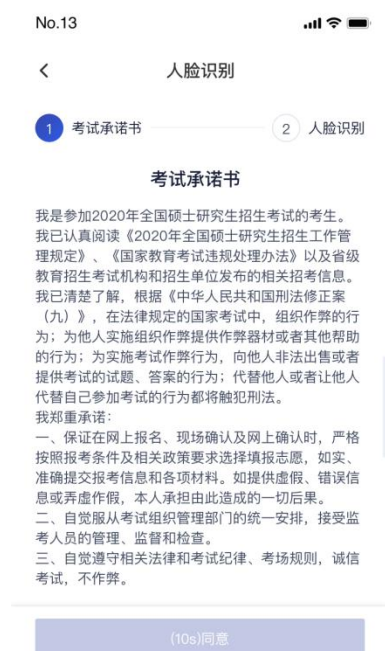 No.13
人脸识别
1 考试承诺书
2 人脸识别
考试承诺书
我是参加2020年全国硕士研究生招生考试的考生。
我已认真阅读《2020年全国硕士研究生招生工作管
理规定》、《国家教育考试违规处理办法》以及省级
教育招生考试机构和招生单位发布的相关招考信息。
我已清楚了解，根据《中华人民共和国刑法修正案
（九）》，在法律规定的国家考试中，组织作弊的行
为；为他人实施组织作弊提供作弊器材或者其他帮助
的行为；为实施考试作弊行为，向他人非法出售或者
提供考试的试题、答案的行为；代替他人或者让他人
代替自己参加考试的行为都将触犯刑法。
我郑重承诺：
一、保证在网上报名、现场确认及网上确认时，严格
按照报考条件及相关政策要求选择填报志愿，如实、
准确提交报考信息和各项材料。如提供虚假、错误信
息或弄虚作假，本人承担由此造成的一切后果。
二、自觉服从考试组织管理部门的统一安排，接受监
考人员的管理、监督和检查。
三、自觉遵守相关法律和考试纪律、考场规则，诚信
考试，不作弊。
(10s)同意